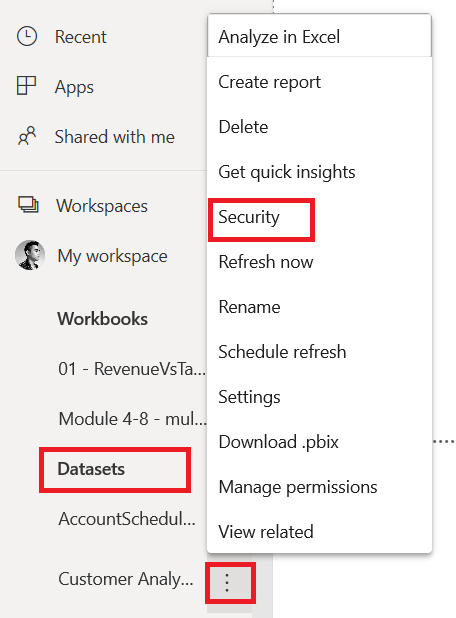 Recent
Apps
Shared with me
Workspaces
My workspace
Workbooks
01 - RevenueVsTa...
Module 4-8 - mul...
Datasets
AccountSchedul...
Customer Analy...
Analyze in Excel
Create report
Delete
Get quick insights
Security
Refresh now
Rename
Schedule refresh
Settings
Download .pbix
Manage permissions
View related